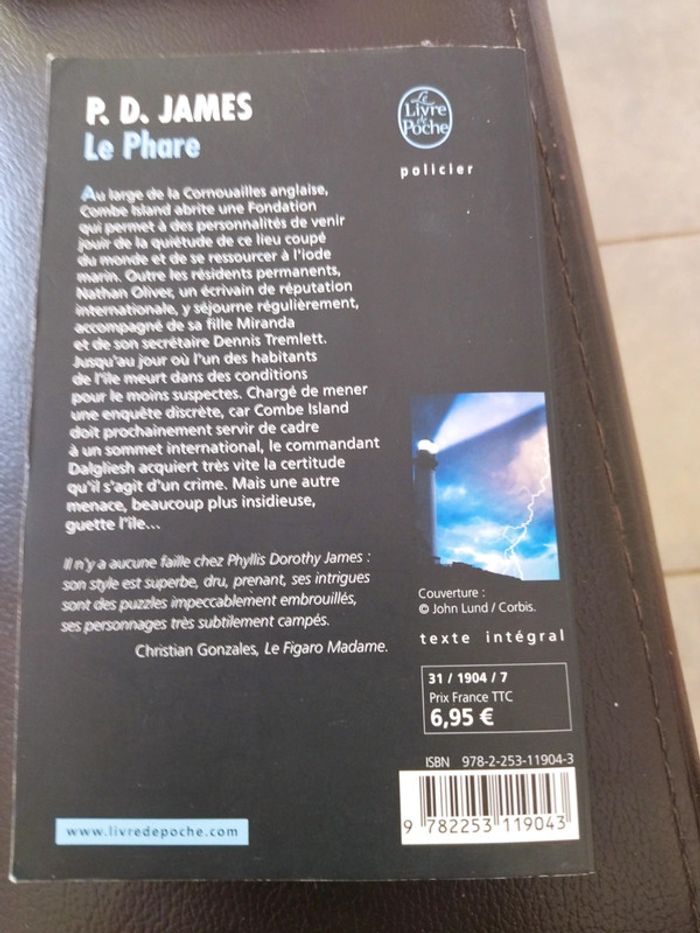 P. D. JAMES
Le Phare
Le
Livre
de
Poche
policier
Au large de la Cornouailles anglaise,
Combe Island abrite une Fondation
qui permet à des personnalités de venir
jouir de la quiétude de ce lieu coupé
du monde et de se ressourcer à l'iode
marin. Outre les résidents permanents,
Nathan Oliver, un écrivain de réputation
internationale, y séjourne régulièrement,
accompagné de sa fille Miranda
et de son secrétaire Dennis Tremlett.
Jusqu'au jour où l'un des habitants
de l'île meurt dans des conditions
pour le moins suspectes. Chargé de mener
une enquête discrète, car Combe Island
doit prochainement servir de cadre
à un sommet international, le commandant
Dalgliesh acquiert très vite la certitude
qu'il s'agit d'un crime. Mais une autre
menace, beaucoup plus insidieuse,
guette l'île...
Il n'y a aucune faille chez Phyllis Dorothy James :
son style est superbe, dru, prenant, ses intrigues
sont des puzzles impeccablement embrouillés,
ses personnages très subtilement campés.
Christian Gonzales, Le Figaro Madame.
Couverture :
© John Lund / Corbis.
texte intégral
31 / 1904 / 7
Prix France TTC
6,95 €
ISBN 978-2-253-11904-3
9 782253 119043
www.livredepoche.com